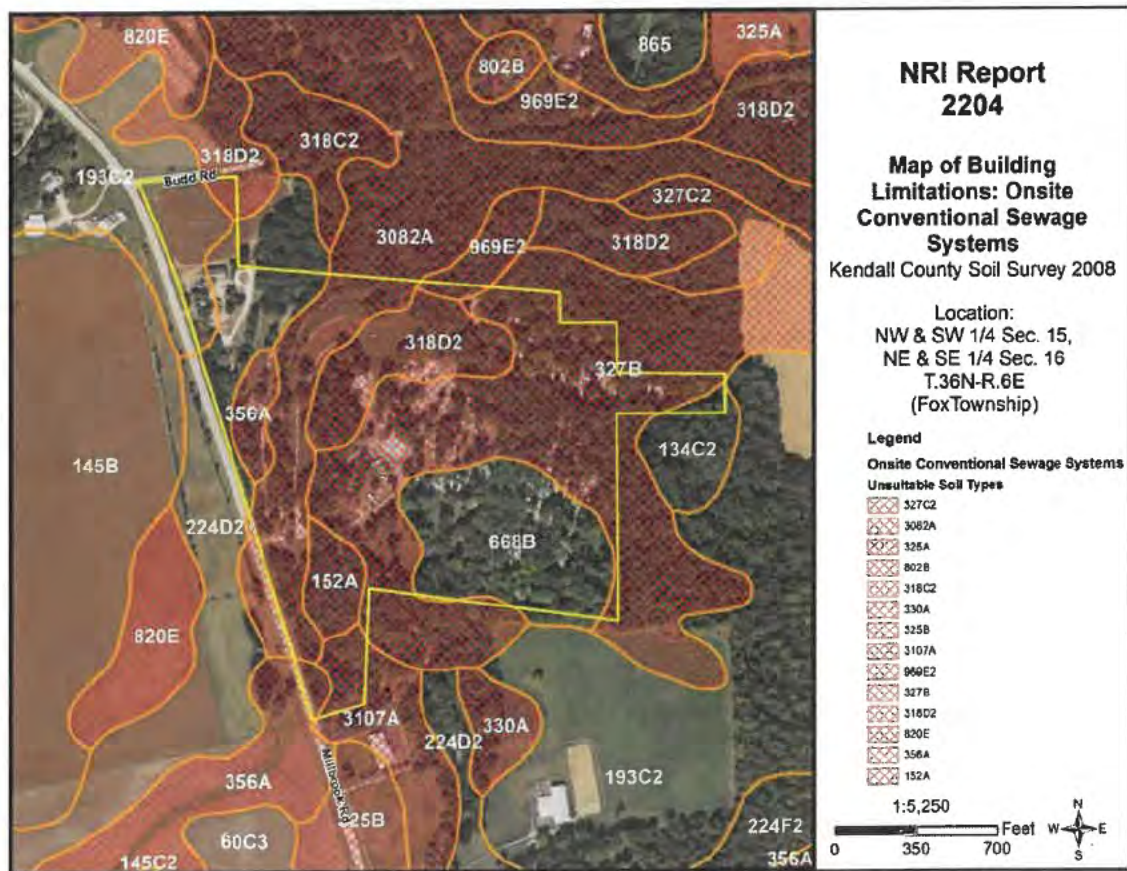 820E
865
325A
802B
969E2
318D2
318C2
318D2
193C2
Budd Rd
327C2
3082A
969E2
318D2
318D2
327B
356A
134C2
145B
224D2
668B
152A
820E
3107A
330A
224D2
193C2
356A
Millbrook Rd
25B
60C3
224F2
145C2
356A
NRI Report
2204
Map of Building
Limitations: Onsite
Conventional Sewage
Systems
Kendall County Soil Survey 2008
Location:
NW & SW 1/4 Sec. 15,
NE & SE 1/4 Sec. 16
T.36N-R.6E
(FoxTownship)
Legend
Onsite Conventional Sewage Systems
Unsuitable Soil Types
327C2
3082A
325A
802B
318C2
330A
325B
3107A
969E2
327B
318D2
820E
356A
152A
1:5,250
Feet
0 350 700
N
W E
S